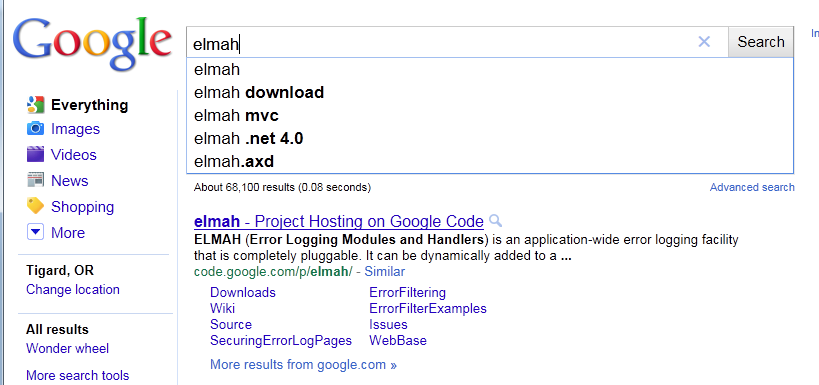 Google
elmah
Search
In
elmah
elmah download
elmah mvc
elmah .net 4.0
elmah.axd
Everything
Images
Videos
News
Shopping
More
Tigard, OR
Change location
All results
Wonder wheel
More search tools
About 68,100 results (0.08 seconds)
Advanced search
elmah - Project Hosting on Google Code
ELMAH (Error Logging Modules and Handlers) is an application-wide error logging facility
that is completely pluggable. It can be dynamically added to a ...
code.google.com/p/elmah/ - Similar
Downloads
ErrorFiltering
Wiki
ErrorFilterExamples
Source
Issues
SecuringErrorLogPages
WebBase
More results from google.com »